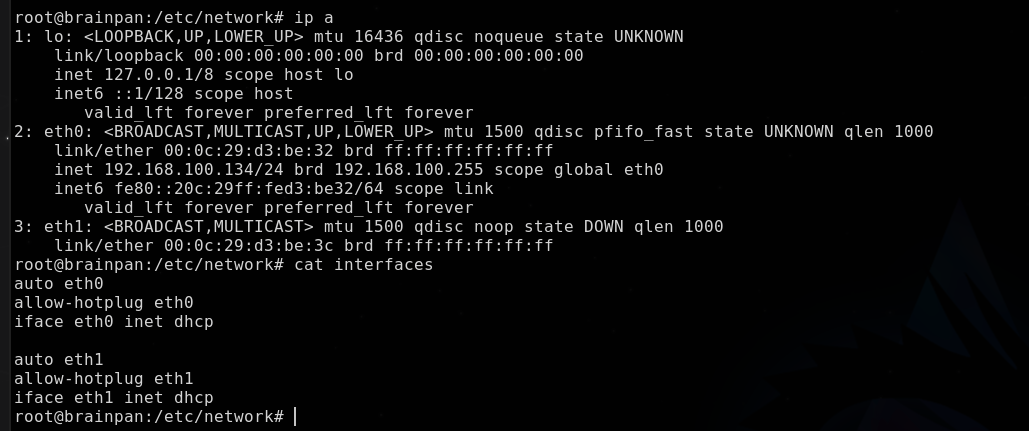 root@brainpan:/etc/network# ip a
1: lo: <LOOPBACK,UP,LOWER_UP> mtu 16436 qdisc noqueue state UNKNOWN
    link/loopback 00:00:00:00:00:00 brd 00:00:00:00:00:00
    inet 127.0.0.1/8 scope host lo
    inet6 ::1/128 scope host
       valid_lft forever preferred_lft forever
2: eth0: <BROADCAST,MULTICAST,UP,LOWER_UP> mtu 1500 qdisc pfifo_fast state UNKNOWN qlen 1000
    link/ether 00:0c:29:d3:be:32 brd ff:ff:ff:ff:ff:ff
    inet 192.168.100.134/24 brd 192.168.100.255 scope global eth0
    inet6 fe80::20c:29ff:fed3:be32/64 scope link
       valid_lft forever preferred_lft forever
3: eth1: <BROADCAST,MULTICAST> mtu 1500 qdisc noop state DOWN qlen 1000
    link/ether 00:0c:29:d3:be:3c brd ff:ff:ff:ff:ff:ff
root@brainpan:/etc/network# cat interfaces
auto eth0
allow-hotplug eth0
iface eth0 inet dhcp

auto eth1
allow-hotplug eth1
iface eth1 inet dhcp
root@brainpan:/etc/network#